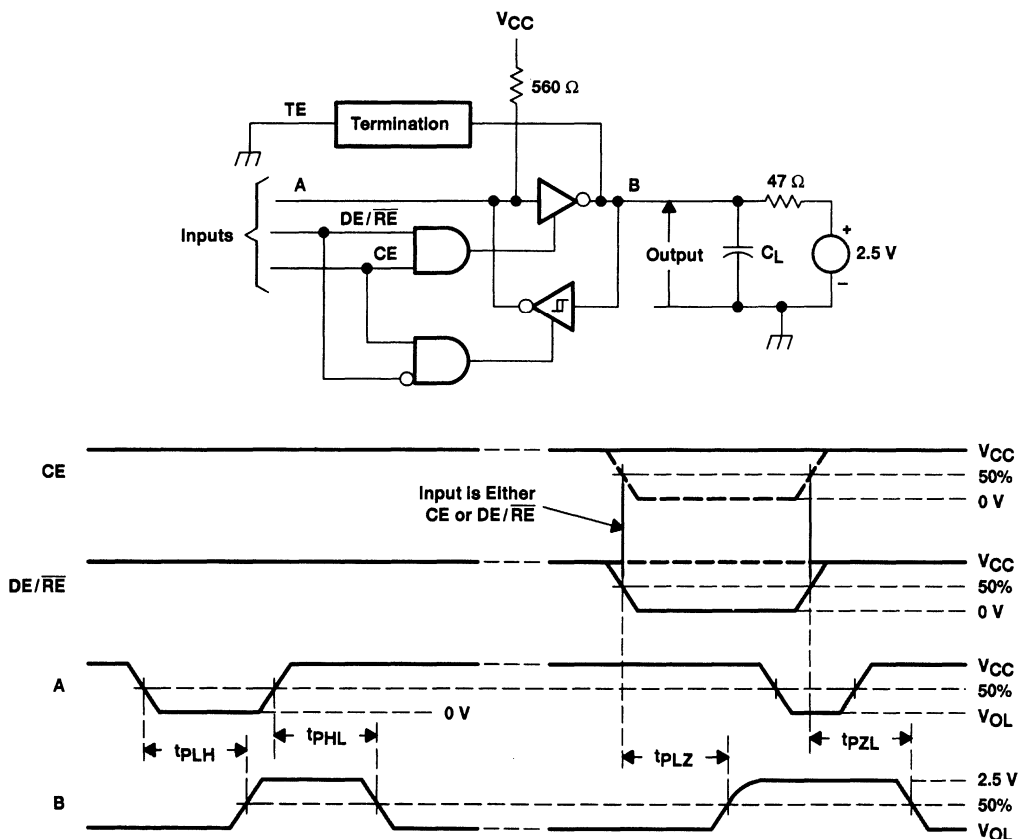 VCC
560 Ω
TE
Termination
A
B
47 Ω
DE/RE
Inputs
CE
Output
CL
+
2.5 V
−
CE
VCC
50%
0 V
Input is Either
CE or DE/RE
DE/RE
VCC
50%
0 V
A
VCC
50%
0 V
VOL
tPLH
tPHL
tPLZ
tPZL
B
2.5 V
50%
VOL